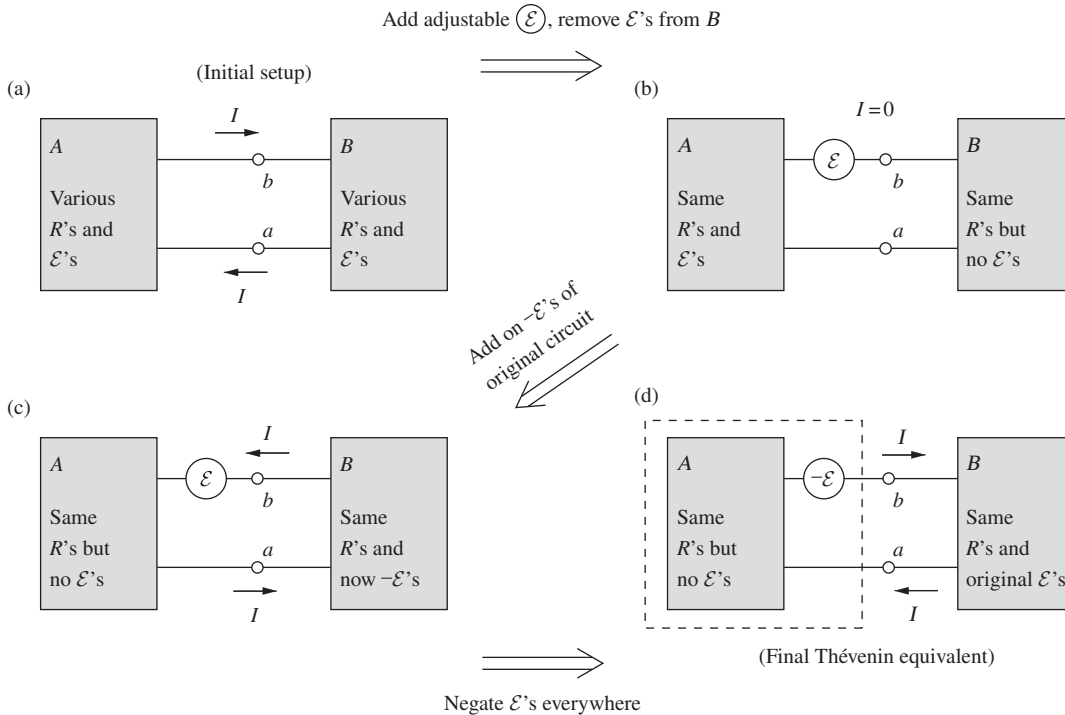 Add adjustable ℰ, remove ℰ's from B
(Initial setup)
(a)
I
A
Various
R's and
ℰ's
b
a
I
B
Various
R's and
ℰ's
(b)
I = 0
A
Same
R's and
ℰ's
ℰ
b
a
B
Same
R's but
no ℰ's
Add on −ℰ's of
original circuit
(c)
I
A
Same
R's but
no ℰ's
ℰ
b
a
I
B
Same
R's and
now −ℰ's
(d)
I
A
Same
R's but
no ℰ's
−ℰ
b
a
I
B
Same
R's and
original ℰ's
(Final Thévenin equivalent)
Negate ℰ's everywhere